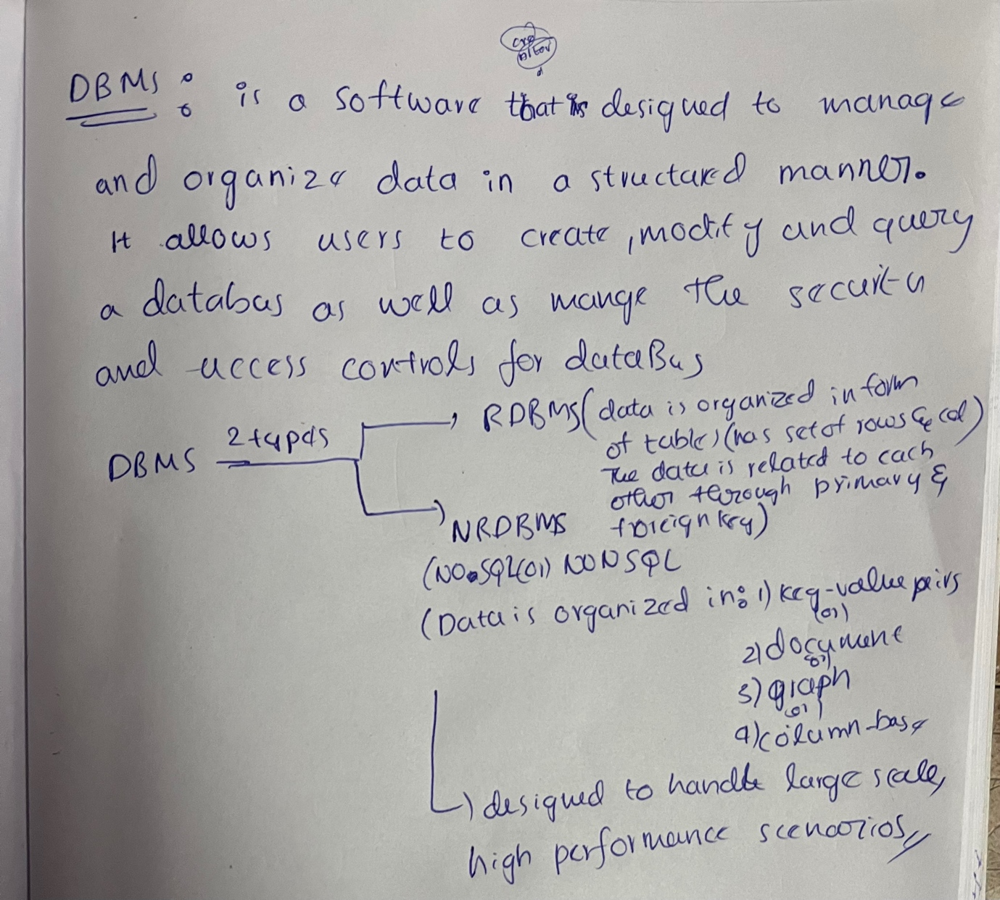 DBMS : is a software that is designed to manage
and organize data in a structured manner.
It allows users to create, modify and query
a databas as well as mange the security
and access controls for dataBas
DBMS 2 types
RDBMS (data is organized in form
of table) (has set of rows & col)
The data is related to each
other through primary &
foreign key)
NRDBMS
(NO.SQL (or) NON SQL
(Data is organized in: 1) key-value peirs
(or)
2) document
(or)
3) graph
(or)
4) column-base
designed to handle large scale,
high performance scenarios